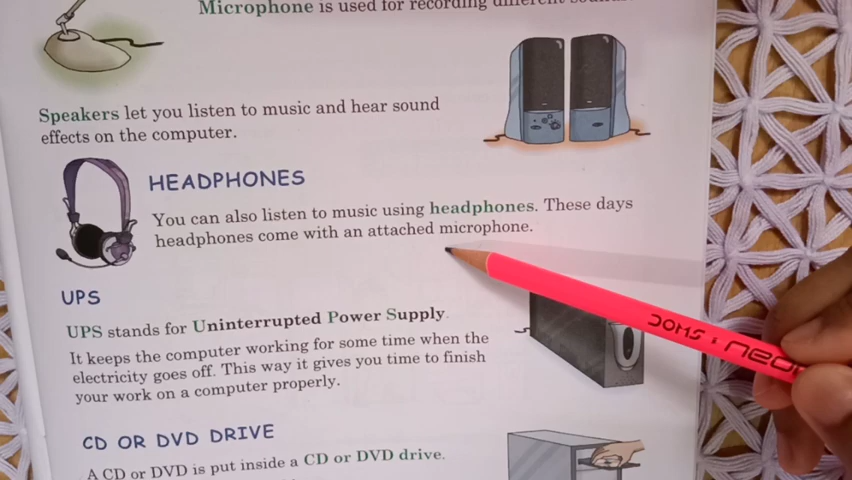 Microphone is used for recording different sounds.
Speakers let you listen to music and hear sound
effects on the computer.
HEADPHONES
You can also listen to music using headphones. These days
headphones come with an attached microphone.
UPS
UPS stands for Uninterrupted Power Supply.
It keeps the computer working for some time when the
electricity goes off. This way it gives you time to finish
your work on a computer properly.
DOMS neo
CD OR DVD DRIVE
A CD or DVD is put inside a CD or DVD drive.